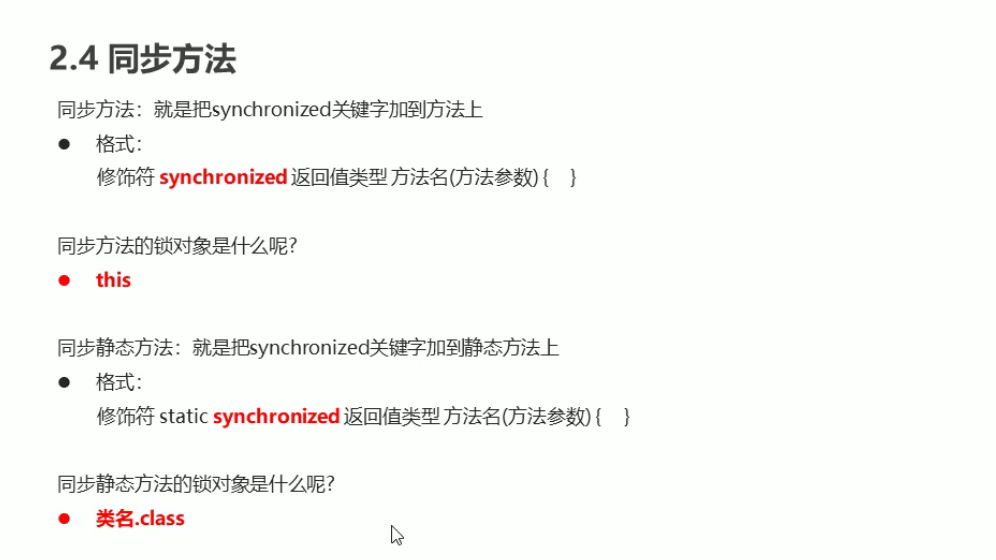 2.4 同步方法
同步方法：就是把synchronized关键字加到方法上
● 格式：
修饰符 synchronized 返回值类型 方法名(方法参数) { }
同步方法的锁对象是什么呢?
● this
同步静态方法：就是把synchronized关键字加到静态方法上
● 格式：
修饰符 static synchronized 返回值类型 方法名(方法参数) { }
同步静态方法的锁对象是什么呢?
● 类名.class